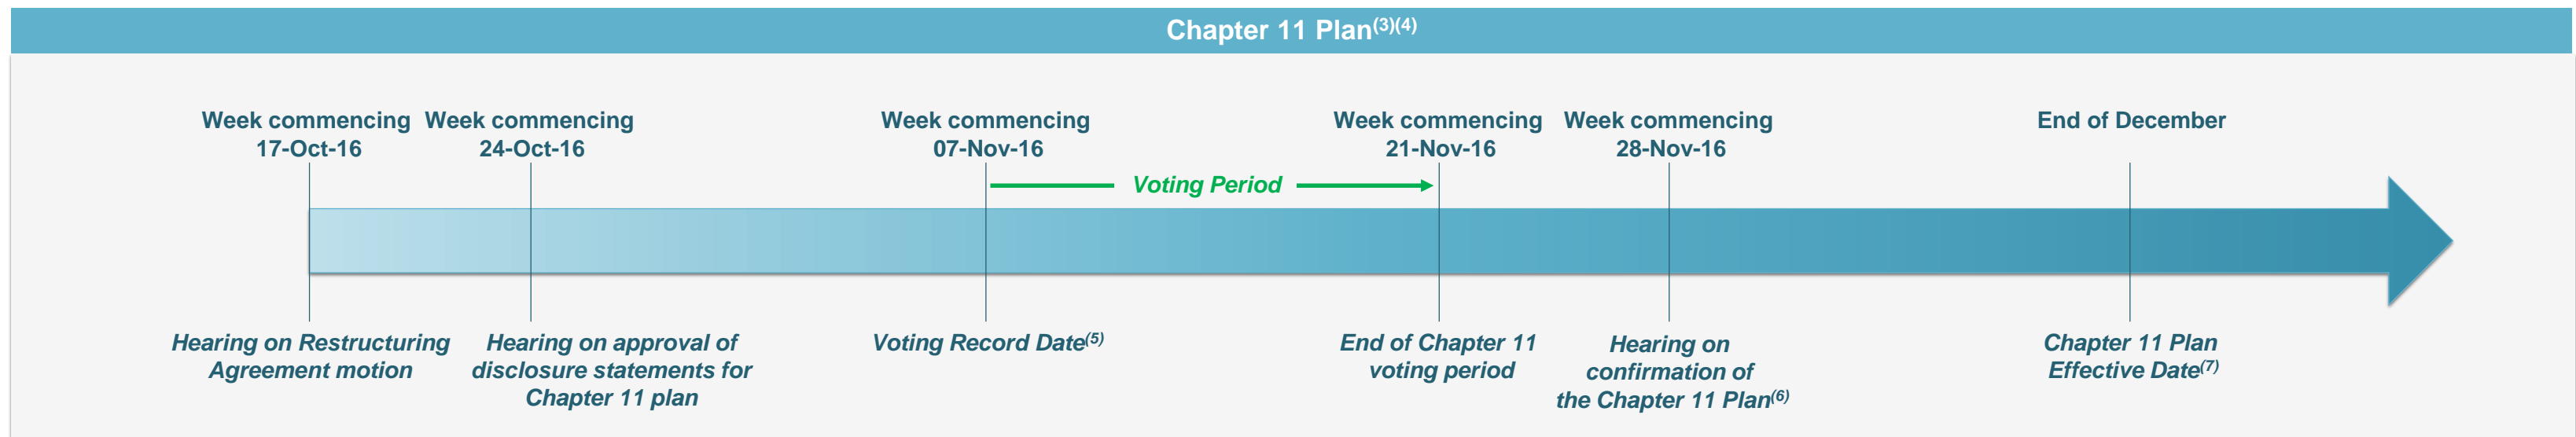 Chapter 11 Plan(3)(4)
Week commencing
17-Oct-16
Week commencing
24-Oct-16
Week commencing
07-Nov-16
Week commencing
21-Nov-16
Week commencing
28-Nov-16
End of December
Voting Period
Hearing on Restructuring
Agreement motion
Hearing on approval of
disclosure statements for
Chapter 11 plan
Voting Record Date(5)
End of Chapter 11
voting period
Hearing on
confirmation of
the Chapter 11 Plan(6)
Chapter 11 Plan
Effective Date(7)